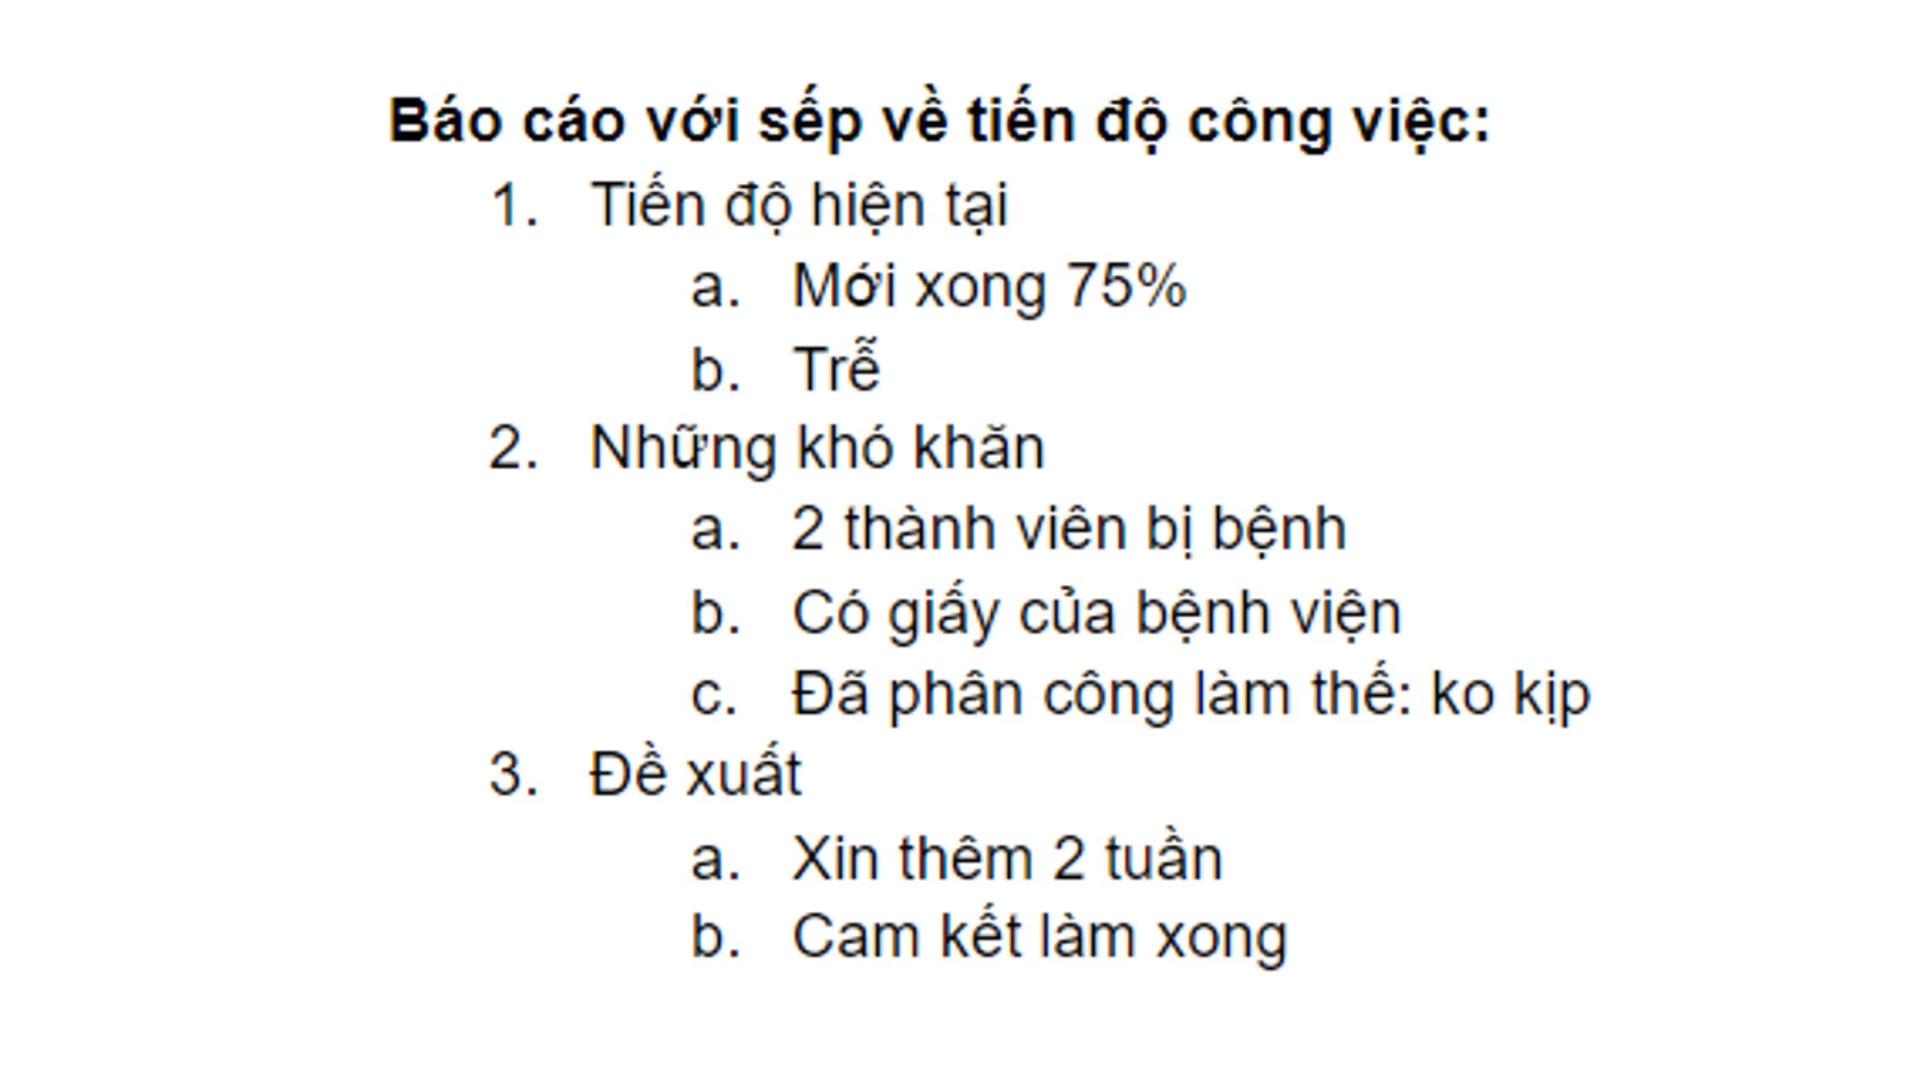 Báo cáo với sếp về tiến độ công việc:
1. Tiến độ hiện tại
a. Mới xong 75%
b. Trễ
2. Những khó khăn
a. 2 thành viên bị bệnh
b. Có giấy của bệnh viện
c. Đã phân công làm thế: ko kịp
3. Đề xuất
a. Xin thêm 2 tuần
b. Cam kết làm xong